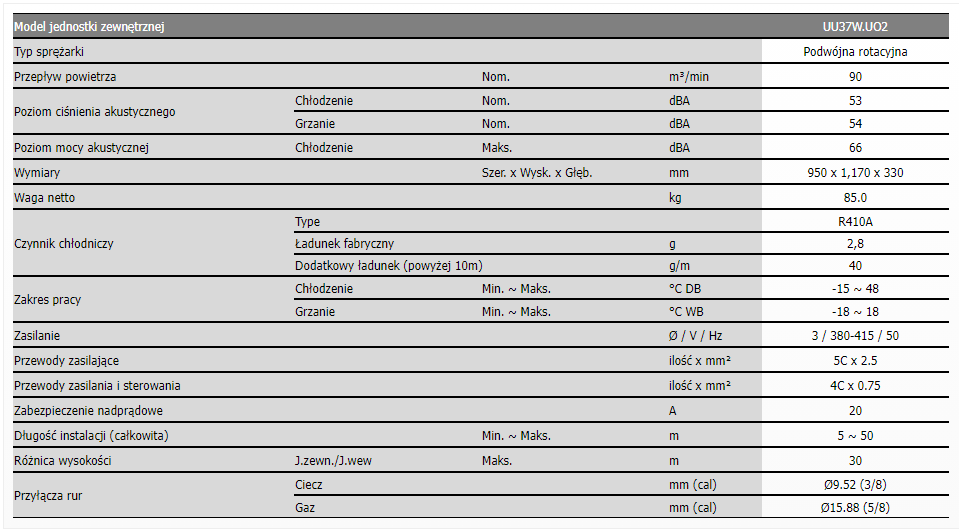 Model jednostki zewnętrznej UU37W.UO2
Typ sprężarki Podwójna rotacyjna
Przepływ powietrza Nom. m³/min 90
Poziom ciśnienia akustycznego Chłodzenie Nom. dBA 53
Grzanie Nom. dBA 54
Poziom mocy akustycznej Chłodzenie Maks. dBA 66
Wymiary Szer. x Wysk. x Głęb. mm 950 x 1,170 x 330
Waga netto kg 85.0
Czynnik chłodniczy Type R410A
Ładunek fabryczny g 2,8
Dodatkowy ładunek (powyżej 10m) g/m 40
Zakres pracy Chłodzenie Min. ~ Maks. °C DB -15 ~ 48
Grzanie Min. ~ Maks. °C WB -18 ~ 18
Zasilanie Ø / V / Hz 3 / 380-415 / 50
Przewody zasilające ilość x mm² 5C x 2.5
Przewody zasilania i sterowania ilość x mm² 4C x 0.75
Zabezpieczenie nadprądowe A 20
Długość instalacji (całkowita) Min. ~ Maks. m 5 ~ 50
Różnica wysokości J.zewn./J.wew Maks. m 30
Przyłącza rur Ciecz mm (cal) Ø9.52 (3/8)
Gaz mm (cal) Ø15.88 (5/8)